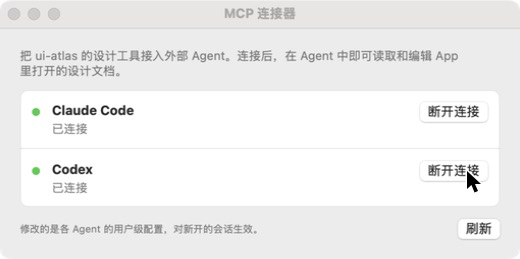 MCP 连接器
把 ui-atlas 的设计工具接入外部 Agent。连接后，在 Agent 中即可读取和编辑 App
里打开的设计文档。
Claude Code
断开连接
已连接
Codex
断开连接
已连接
修改的是各 Agent 的用户级配置，对新开的会话生效。
刷新